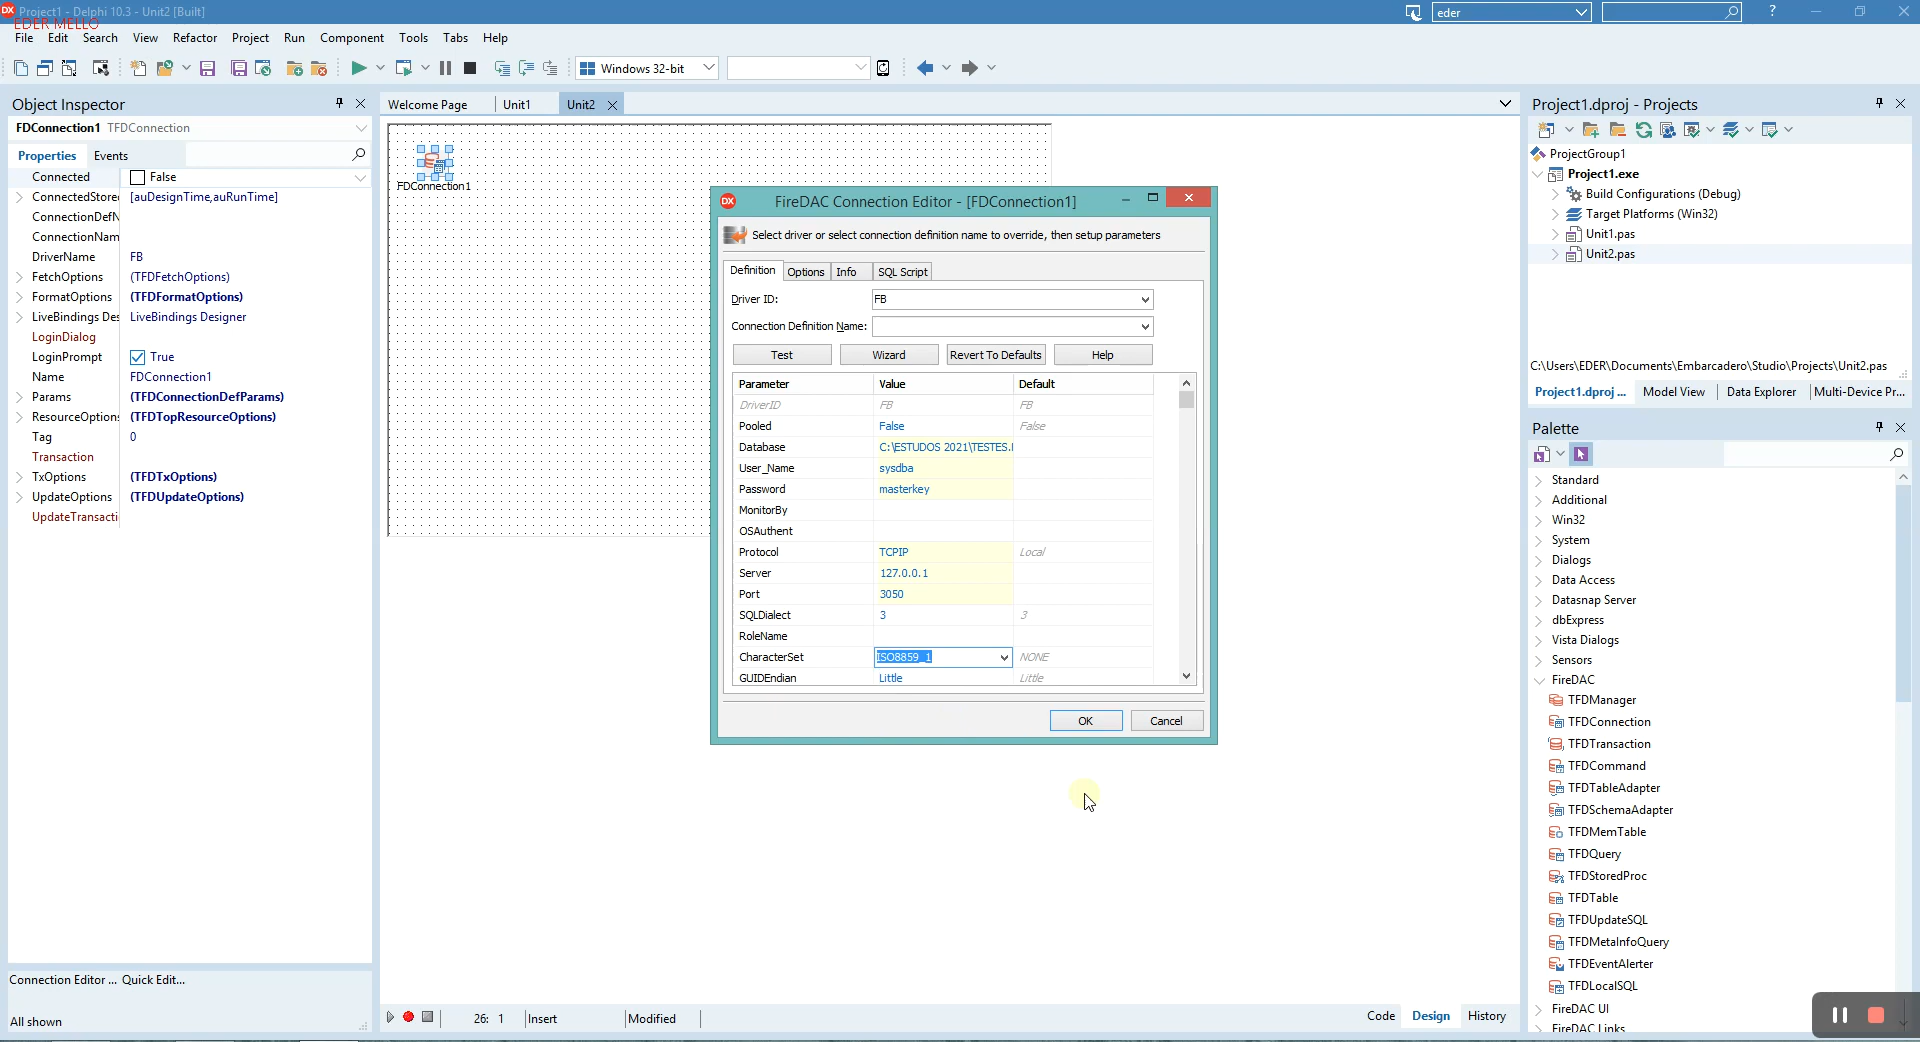 Project1 - Delphi 10.3 - Unit2 [Built]
eder
?
EDER MELLO
File Edit Search View Refactor Project Run Component Tools Tabs Help
Windows 32-bit
Object Inspector
FDConnection1 TFDConnection
Properties Events
Connected False
ConnectedStore [auDesignTime,auRunTime]
ConnectionDefN
ConnectionNam
DriverName FB
FetchOptions (TFDFetchOptions)
FormatOptions (TFDFormatOptions)
LiveBindings Des LiveBindings Designer
LoginDialog
LoginPrompt True
Name FDConnection1
Params (TFDConnectionDefParams)
ResourceOptions (TFDTopResourceOptions)
Tag 0
Transaction
TxOptions (TFDTxOptions)
UpdateOptions (TFDUpdateOptions)
UpdateTransacti
Connection Editor ... Quick Edit...
All shown
Welcome Page Unit1 Unit2
FDConnection1
DX FireDAC Connection Editor - [FDConnection1]
Select driver or select connection definition name to override, then setup parameters
Definition Options Info SQL Script
Driver ID: FB
Connection Definition Name:
Test Wizard Revert To Defaults Help
Parameter Value Default
DriverID FB FB
Pooled False False
Database C:\ESTUDOS 2021\TESTES.
User_Name sysdba
Password masterkey
MonitorBy
OSAuthent
Protocol TCPIP Local
Server 127.0.0.1
Port 3050
SQLDialect 3 3
RoleName
CharacterSet ISO8859_1 NONE
GUIDEndian Little Little
OK Cancel
26: 1 Insert Modified
Code Design History
Project1.dproj - Projects
ProjectGroup1
Project1.exe
Build Configurations (Debug)
Target Platforms (Win32)
Unit1.pas
Unit2.pas
C:\Users\EDER\Documents\Embarcadero\Studio\Projects\Unit2.pas
Project1.dproj ... Model View Data Explorer Multi-Device Pr...
Palette
Standard
Additional
Win32
System
Dialogs
Data Access
Datasnap Server
dbExpress
Vista Dialogs
Sensors
FireDAC
TFDManager
TFDConnection
TFDTransaction
TFDCommand
TFDTableAdapter
TFDSchemaAdapter
TFDMemTable
TFDQuery
TFDStoredProc
TFDTable
TFDUpdateSQL
TFDMetaInfoQuery
TFDEventAlerter
TFDLocalSQL
FireDAC UI
FireDAC Links